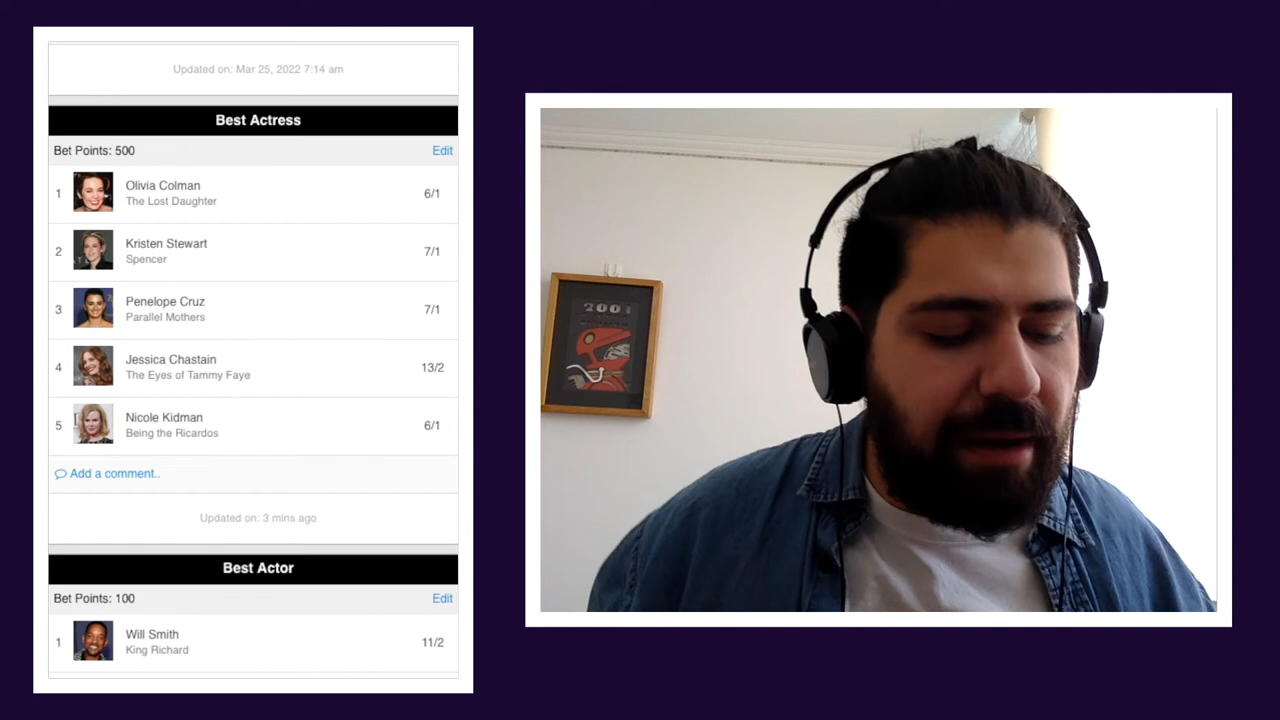 Updated on: Mar 25, 2022 7:14 am
Best Actress
Bet Points: 500
Edit
1
Olivia Colman
The Lost Daughter
6/1
2
Kristen Stewart
Spencer
7/1
3
Penelope Cruz
Parallel Mothers
7/1
4
Jessica Chastain
The Eyes of Tammy Faye
13/2
5
Nicole Kidman
Being the Ricardos
6/1
Add a comment..
Updated on: 3 mins ago
Best Actor
Bet Points: 100
Edit
1
Will Smith
King Richard
11/2
2001